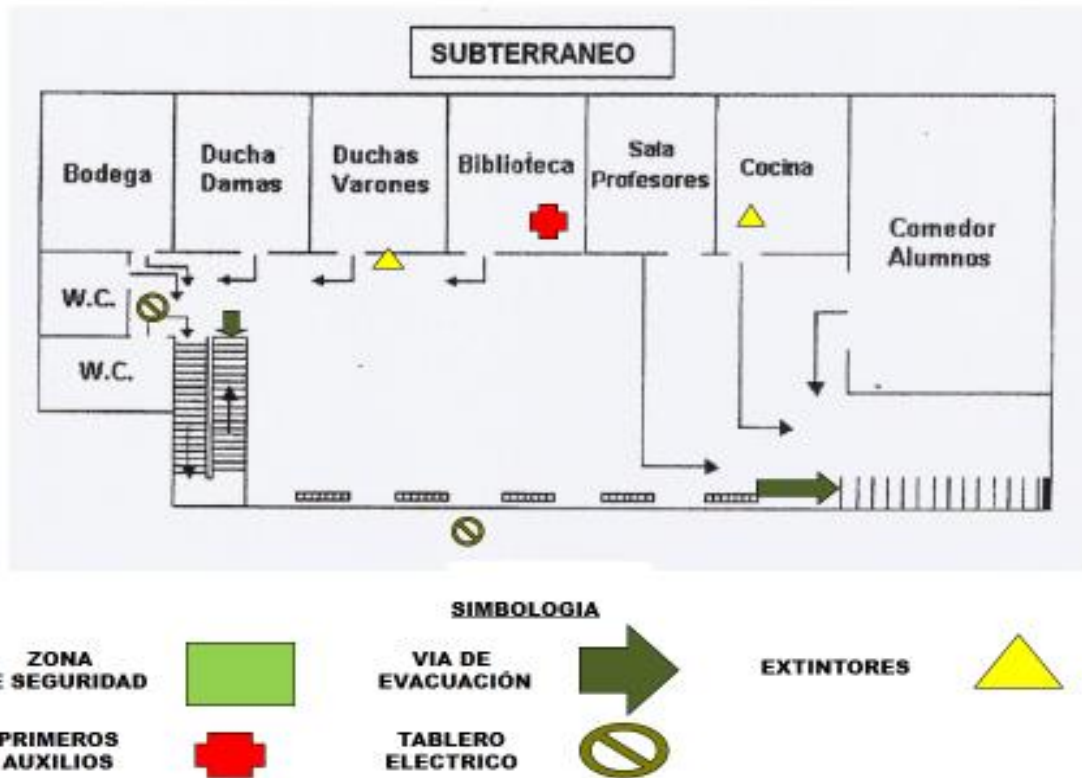 SUBTERRANEO
Bodega
Ducha
Damas
Duchas
Varones
Biblioteca
Sala
Profesores
Cocina
Comedor
Alumnos
W.C.
W.C.
SIMBOLOGIA
ZONA
E SEGURIDAD
VIA DE
EVACUACIÓN
EXTINTORES
PRIMEROS
AUXILIOS
TABLERO
ELECTRICO